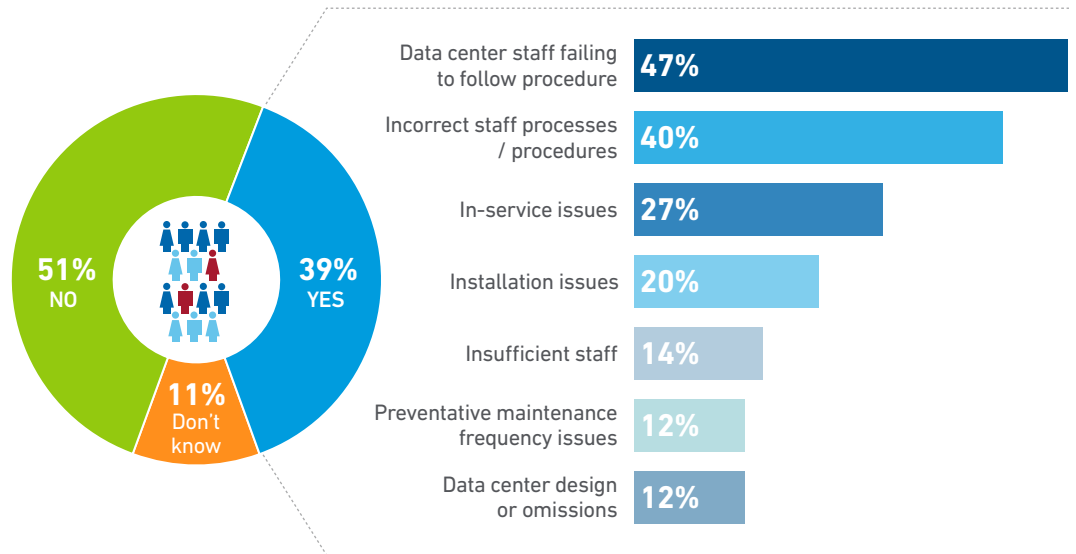 51%
NO
39%
YES
11%
Don't
know
Data center staff failing
to follow procedure
47%
Incorrect staff processes
/ procedures
40%
In-service issues
27%
Installation issues
20%
Insufficient staff
14%
Preventative maintenance
frequency issues
12%
Data center design
or omissions
12%